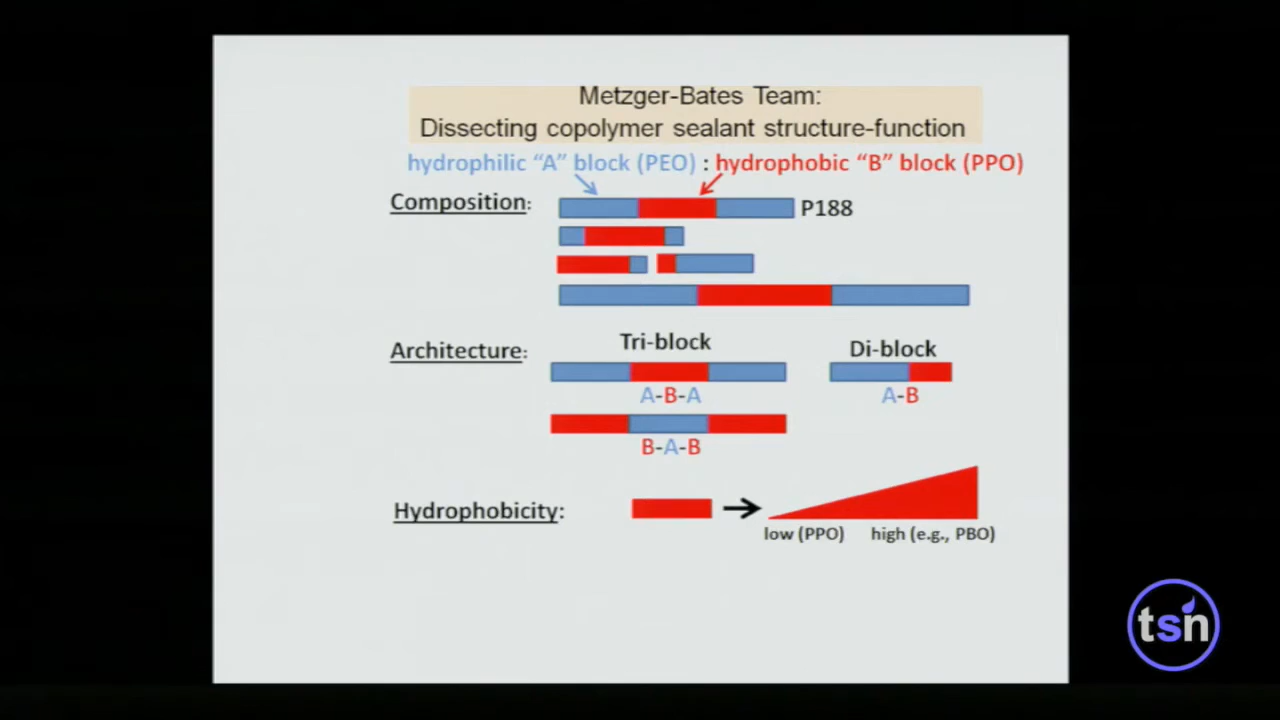 Metzger-Bates Team:
Dissecting copolymer sealant structure-function
hydrophilic “A” block (PEO) : hydrophobic “B” block (PPO)
Composition:
P188
Architecture:
Tri-block
Di-block
A-B-A
A-B
B-A-B
Hydrophobicity:
low (PPO)
high (e.g., PBO)
tsn